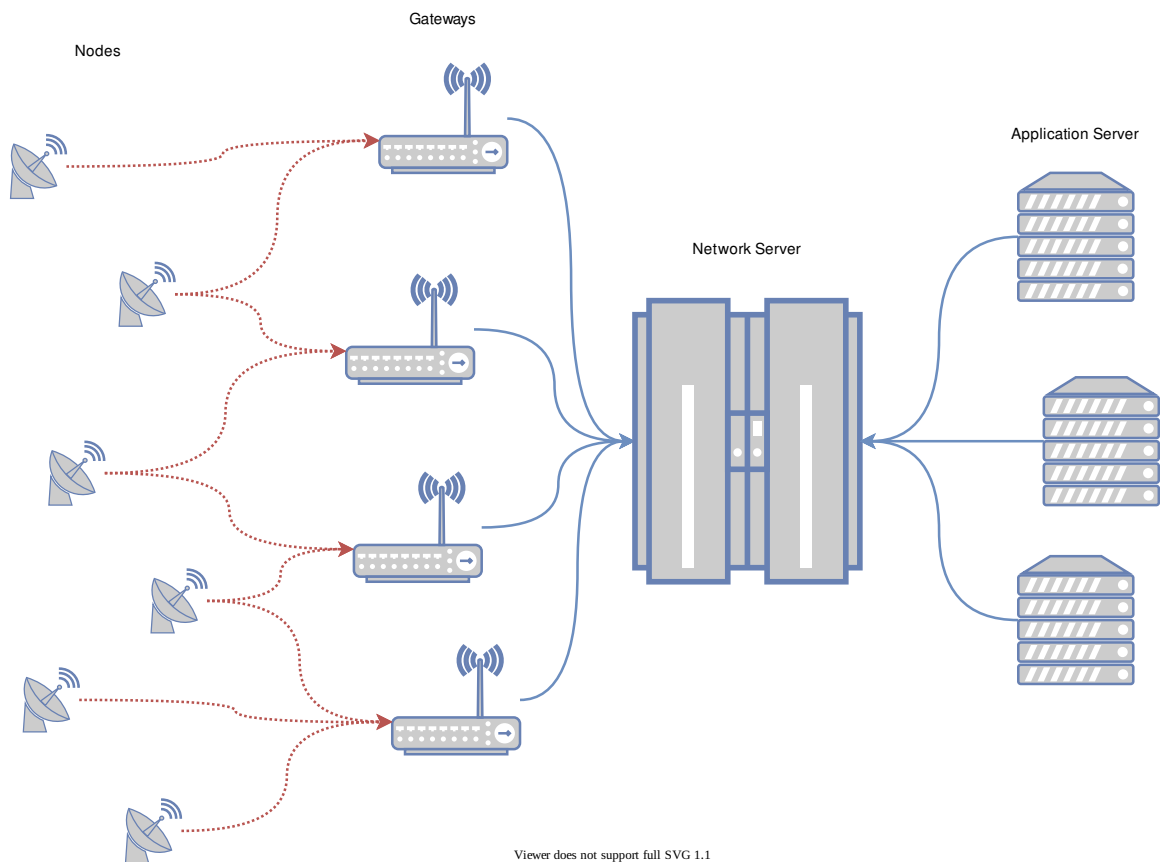 Gateways
Nodes
Application Server
Network Server
Viewer does not support full SVG 1.1